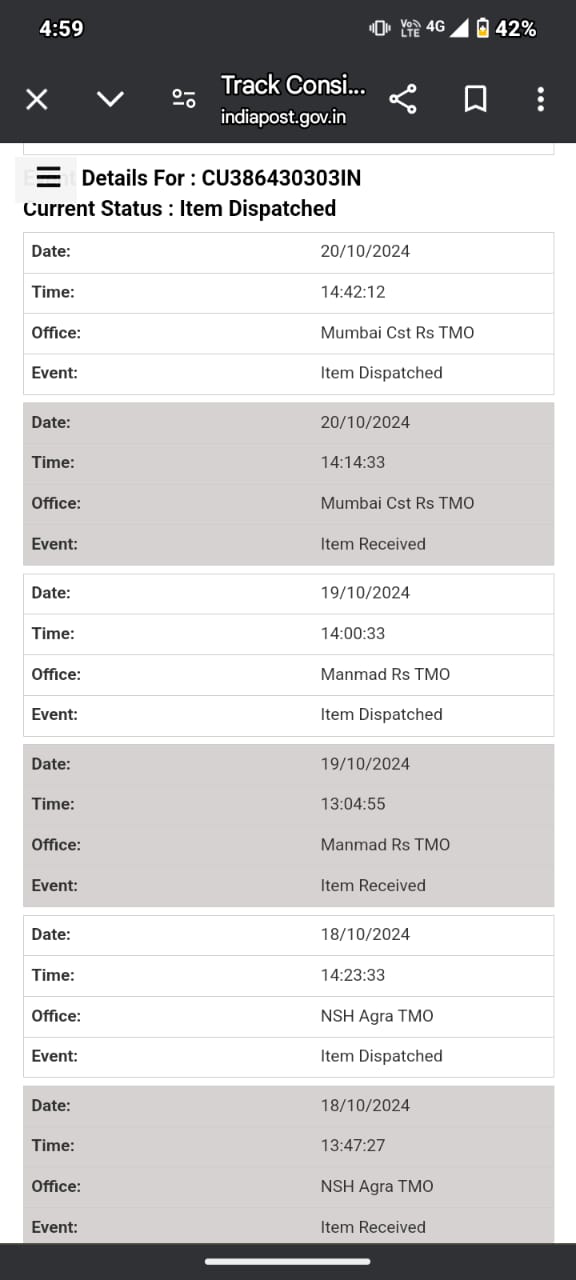 4:59 Vo LTE 4G 42%
Track Consi...
indiapost.gov.in
Details For : CU386430303IN
Current Status : Item Dispatched
Date: 20/10/2024
Time: 14:42:12
Office: Mumbai Cst Rs TMO
Event: Item Dispatched
Date: 20/10/2024
Time: 14:14:33
Office: Mumbai Cst Rs TMO
Event: Item Received
Date: 19/10/2024
Time: 14:00:33
Office: Manmad Rs TMO
Event: Item Dispatched
Date: 19/10/2024
Time: 13:04:55
Office: Manmad Rs TMO
Event: Item Received
Date: 18/10/2024
Time: 14:23:33
Office: NSH Agra TMO
Event: Item Dispatched
Date: 18/10/2024
Time: 13:47:27
Office: NSH Agra TMO
Event: Item Received